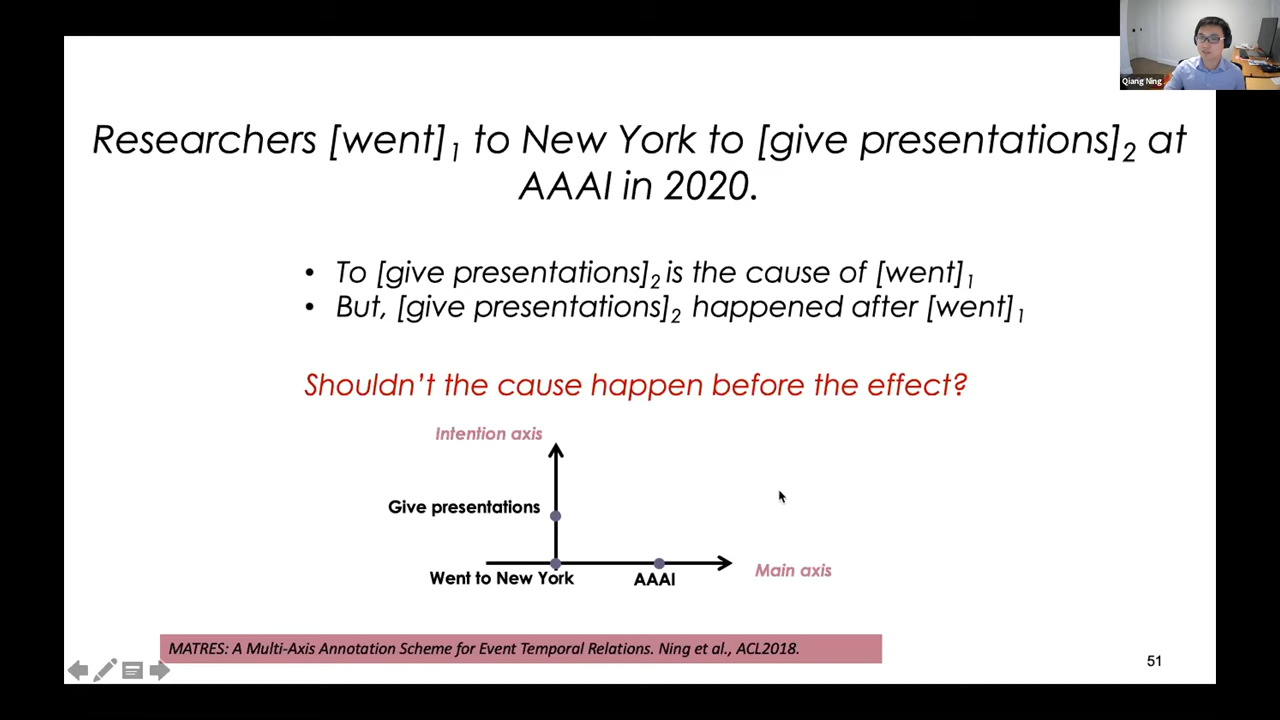 Qiang Ning
Researchers [went]1 to New York to [give presentations]2 at
AAAI in 2020.
• To [give presentations]2 is the cause of [went]1
• But, [give presentations]2 happened after [went]1
Shouldn't the cause happen before the effect?
Intention axis
Give presentations
Went to New York
AAAI
Main axis
MATRES: A Multi-Axis Annotation Scheme for Event Temporal Relations. Ning et al., ACL2018.
51